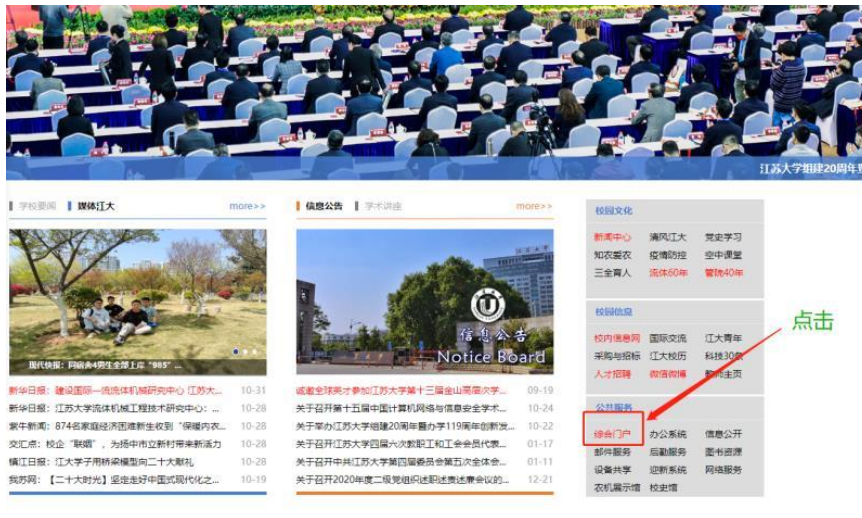 江苏大学组建20周年暨
学校要闻 媒体江大 more>>
现代快报：同宿舍4男生全部上岸“985”...
新华日报：建设国际一流流体机械研究中心 江苏大... 10-31
新华日报：江苏大学流体机械工程技术研究中心：... 10-28
紫牛新闻：874名家庭经济困难新生收到“保暖内衣... 10-28
交汇点：校企“联姻”，为扬中市立新村带来新活力 10-28
镇江日报：江大学子用桥梁模型向二十大献礼 10-28
我苏网：【二十大时光】坚定走好中国式现代化之... 10-19
信息公告 学术讲座 more>>
信息公告
Notice Board
诚邀全球英才参加江苏大学第十三届金山高层次学... 09-19
关于召开第十五届中国计算机网络与信息安全学术... 10-24
关于举办江苏大学组建20周年暨办学119周年创新发... 10-22
关于召开江苏大学四届六次教职工和工会会员代表... 01-17
关于召开中共江苏大学第四届委员会第五次全体会... 01-11
关于召开2020年度二级党组织述职述责述廉会议的... 12-21
校园文化
新闻中心 清风江大 党史学习
知农爱农 疫情防控 空中课堂
三全育人 流体60年 管院40年
校园信息
校内信息网 国际交流 江大青年
采购与招标 江大校历 科技30条
人才招聘 微信微博 教师主页
公共服务
综合门户 办公系统 信息公开
邮件服务 后勤服务 图书资源
设备共享 迎新系统 网络服务
农机展示馆 校史馆
点击